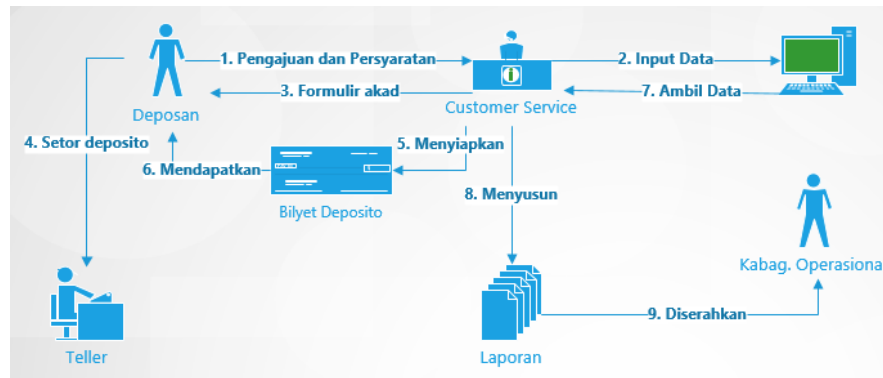 1. Pengajuan dan Persyaratan
2. Input Data
3. Formulir akad
7. Ambil Data
Deposan
Customer Service
4. Setor deposito
5. Menyiapkan
6. Mendapatkan
Bilyet Deposito
8. Menyusun
Kabag. Operasiona
9. Diserahkan
Teller
Laporan